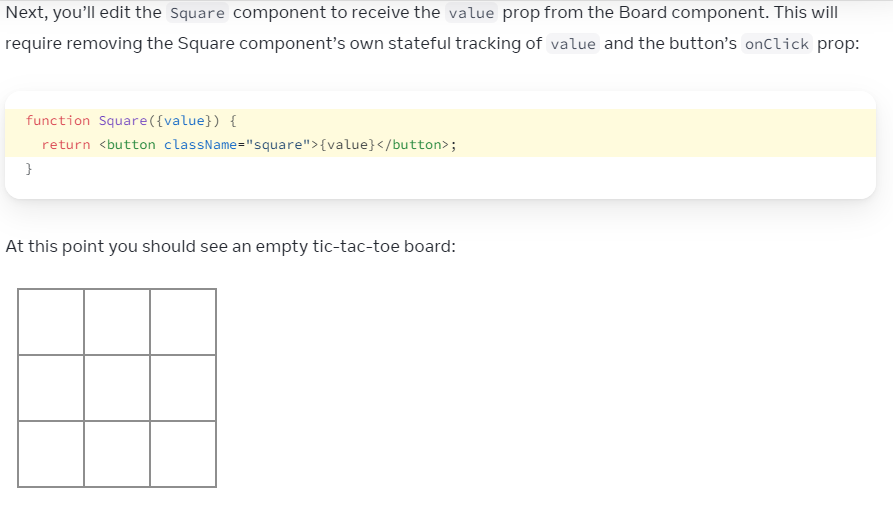 Next, you’ll edit the Square component to receive the value prop from the Board component. This will
require removing the Square component’s own stateful tracking of value and the button’s onClick prop:
function Square({value}) {
  return <button className="square">{value}</button>;
}
At this point you should see an empty tic-tac-toe board: